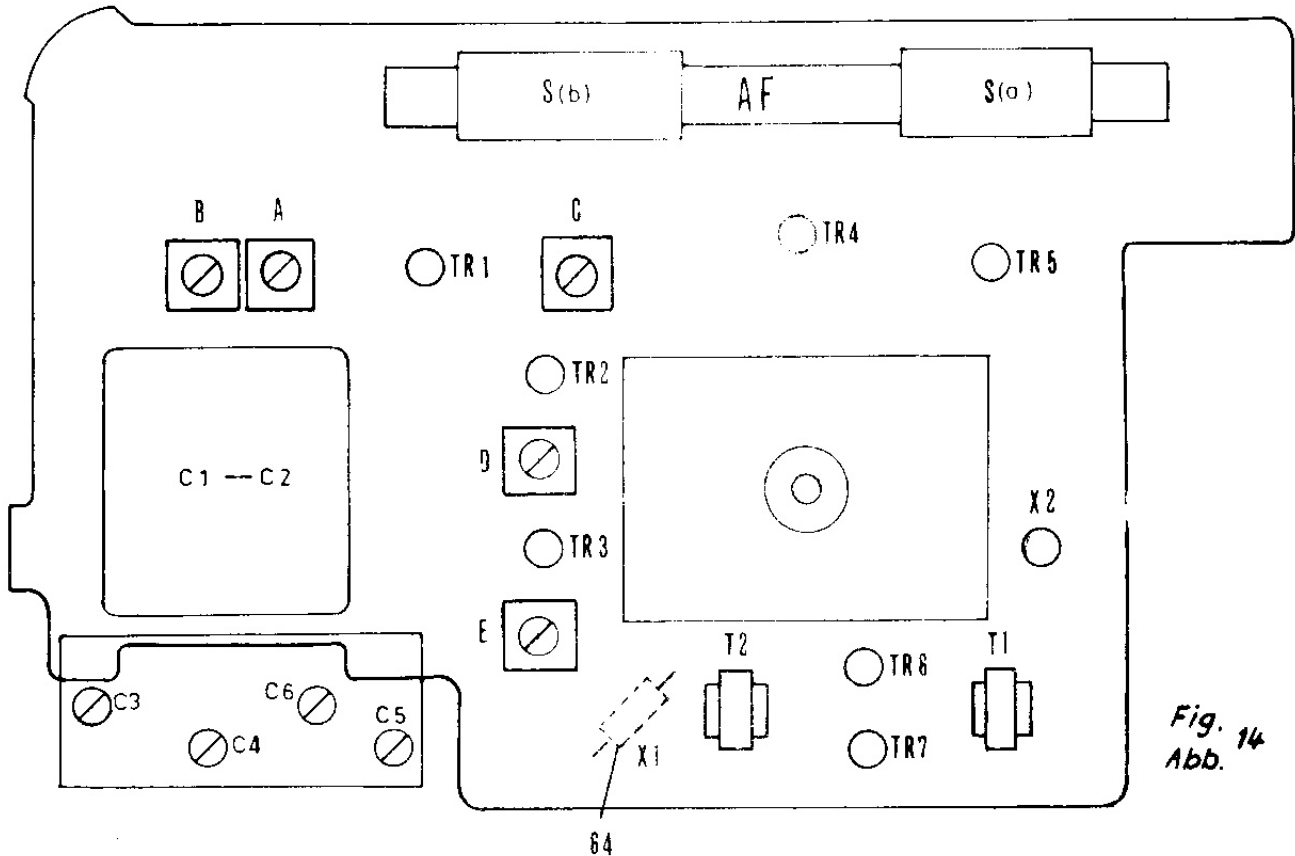 S(b) AF S(a)
B A C
TR4
TR1 TR5
TR2
C1 -- C2
D
X2
TR3
E T2 T1
TR6
C3 C6
C5
C4 X1 TR7
Fig. 14
Abb.
64